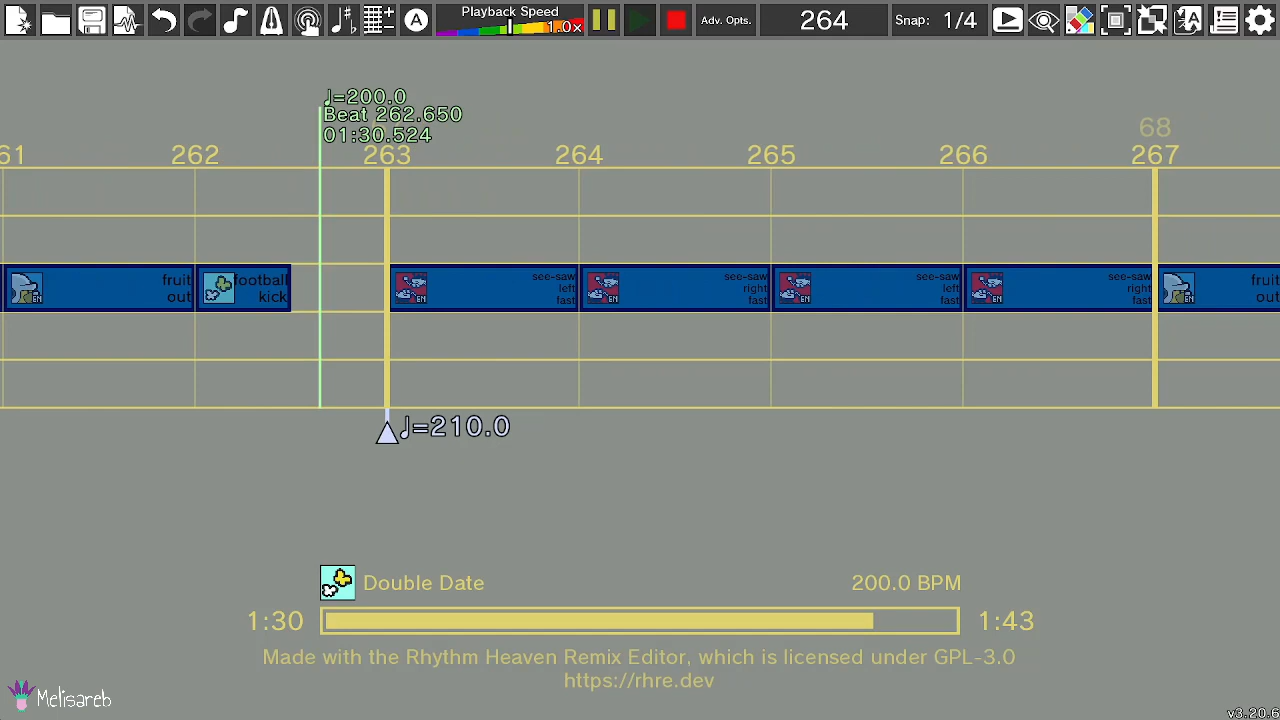 A
Playback Speed
1.0x
Adv. Opts.
264
Snap: 1/4
♩=200.0
Beat 262.650
01:30.524
68
61 262 263 264 265 266 267
fruit
out
football
kick
see-saw
left
fast
see-saw
right
fast
see-saw
left
fast
see-saw
right
fast
fruit
out
♩=210.0
Double Date
200.0 BPM
1:30
1:43
Made with the Rhythm Heaven Remix Editor, which is licensed under GPL-3.0
https://rhre.dev
Melisareb
v3.20.6